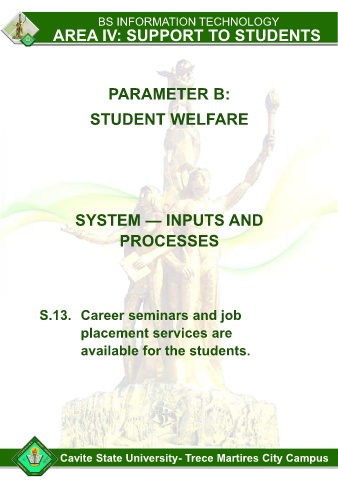 BS INFORMATION TECHNOLOGY
AREA IV: SUPPORT TO STUDENTS
PARAMETER B:
STUDENT WELFARE
SYSTEM — INPUTS AND
PROCESSES
S.13. Career seminars and job
placement services are
available for the students.
Cavite State University- Trece Martires City Campus